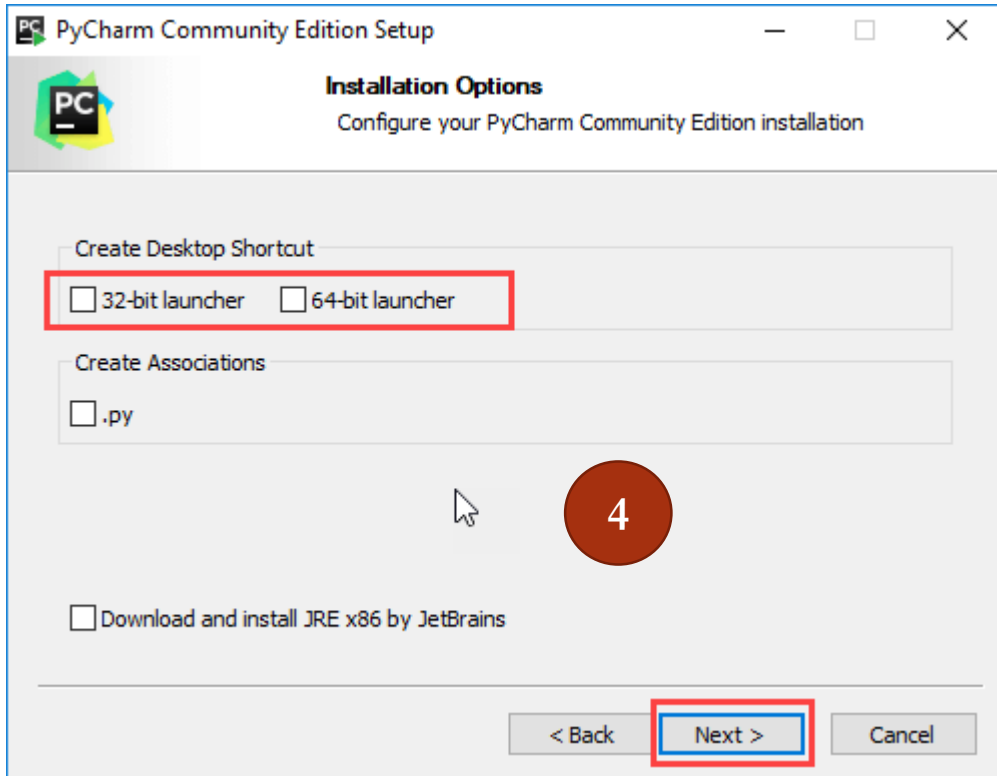 PyCharm Community Edition Setup
PC
Installation Options
Configure your PyCharm Community Edition installation
Create Desktop Shortcut
32-bit launcher 64-bit launcher
Create Associations
.py
4
Download and install JRE x86 by JetBrains
< Back Next > Cancel